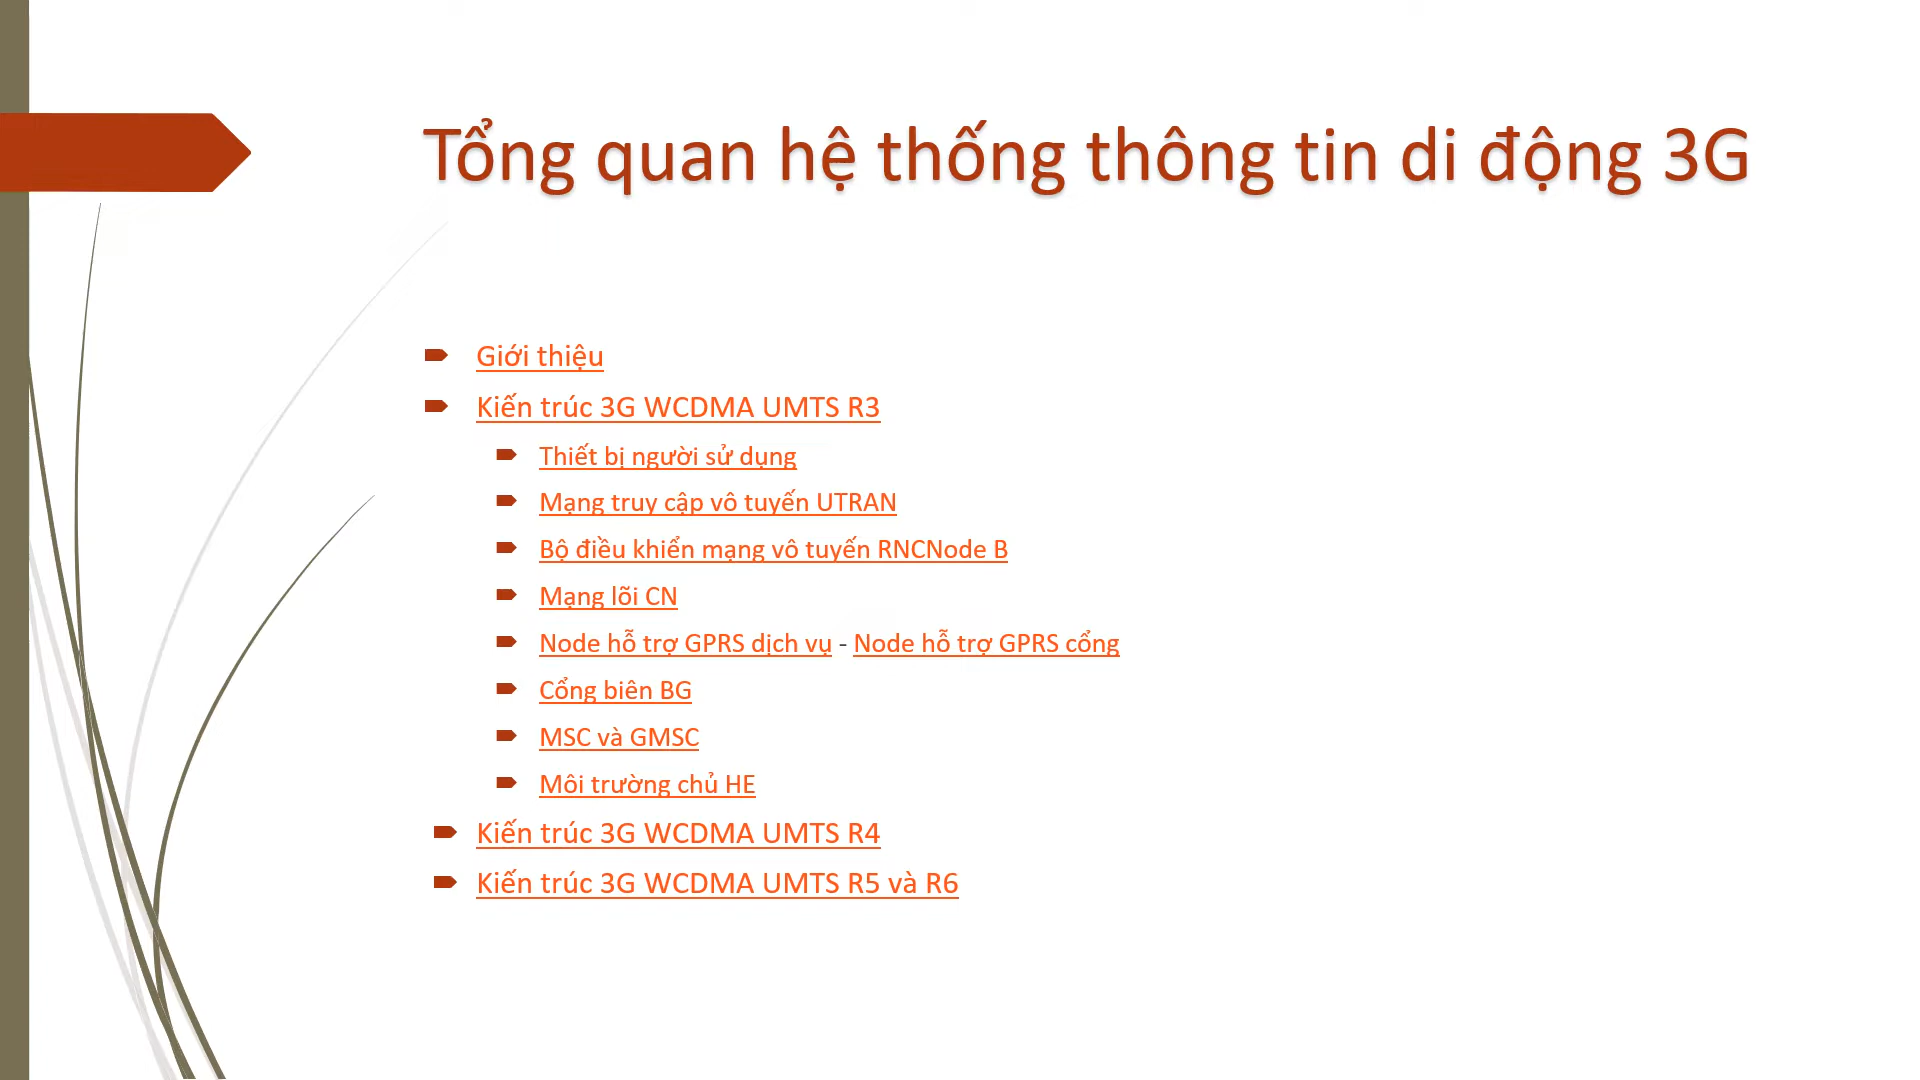 Tổng quan hệ thống thông tin di động 3G
Giới thiệu
Kiến trúc 3G WCDMA UMTS R3
Thiết bị người sử dụng
Mạng truy cập vô tuyến UTRAN
Bộ điều khiển mạng vô tuyến RNCNode B
Mạng lõi CN
Node hỗ trợ GPRS dịch vụ - Node hỗ trợ GPRS cổng
Cổng biên BG
MSC và GMSC
Môi trường chủ HE
Kiến trúc 3G WCDMA UMTS R4
Kiến trúc 3G WCDMA UMTS R5 và R6